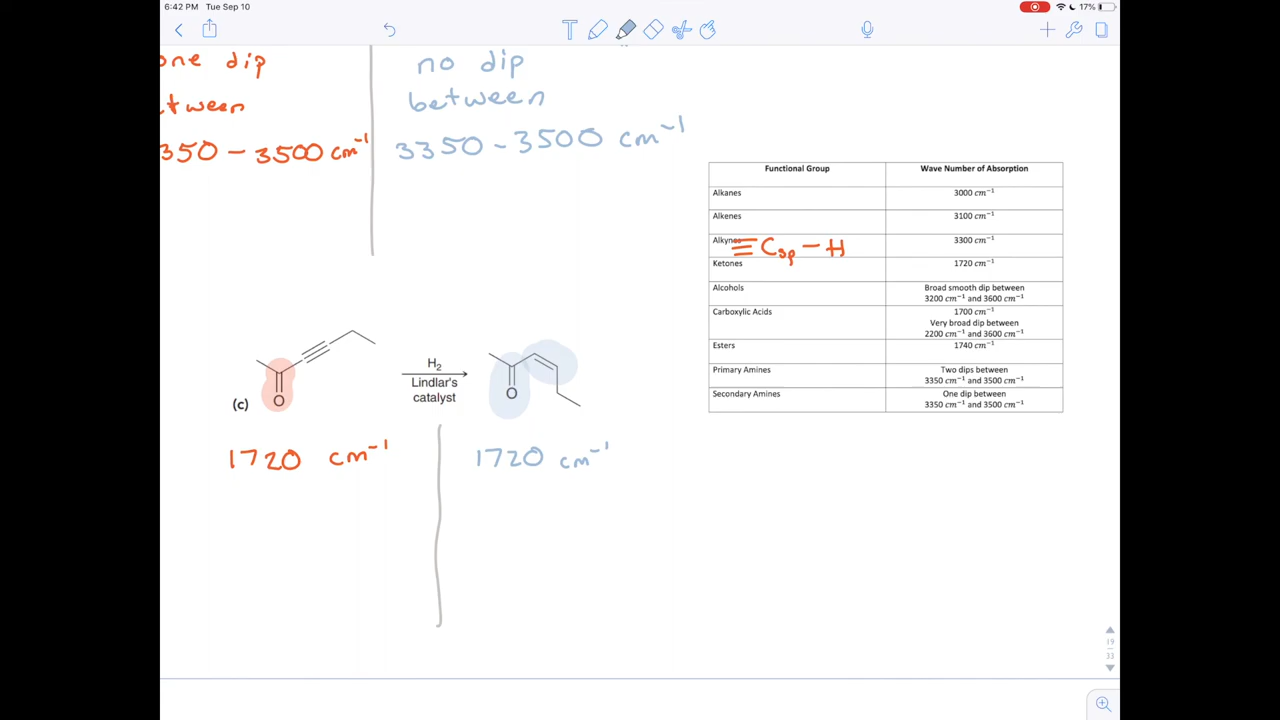 6:42 PM Tue Sep 10
17%
one dip
between
350 – 3500 cm⁻¹
no dip
between
3350 – 3500 cm⁻¹
Functional Group Wave Number of Absorption
Alkanes 3000 cm⁻¹
Alkenes 3100 cm⁻¹
Alkynes 3300 cm⁻¹
≡ Csp – H
Ketones 1720 cm⁻¹
Alcohols Broad smooth dip between
3200 cm⁻¹ and 3600 cm⁻¹
Carboxylic Acids 1700 cm⁻¹
Very broad dip between
2200 cm⁻¹ and 3600 cm⁻¹
Esters 1740 cm⁻¹
Primary Amines Two dips between
3350 cm⁻¹ and 3500 cm⁻¹
Secondary Amines One dip between
3350 cm⁻¹ and 3500 cm⁻¹
(c)
O
H₂
Lindlar's
catalyst
O
1720 cm⁻¹
1720 cm⁻¹
19
33